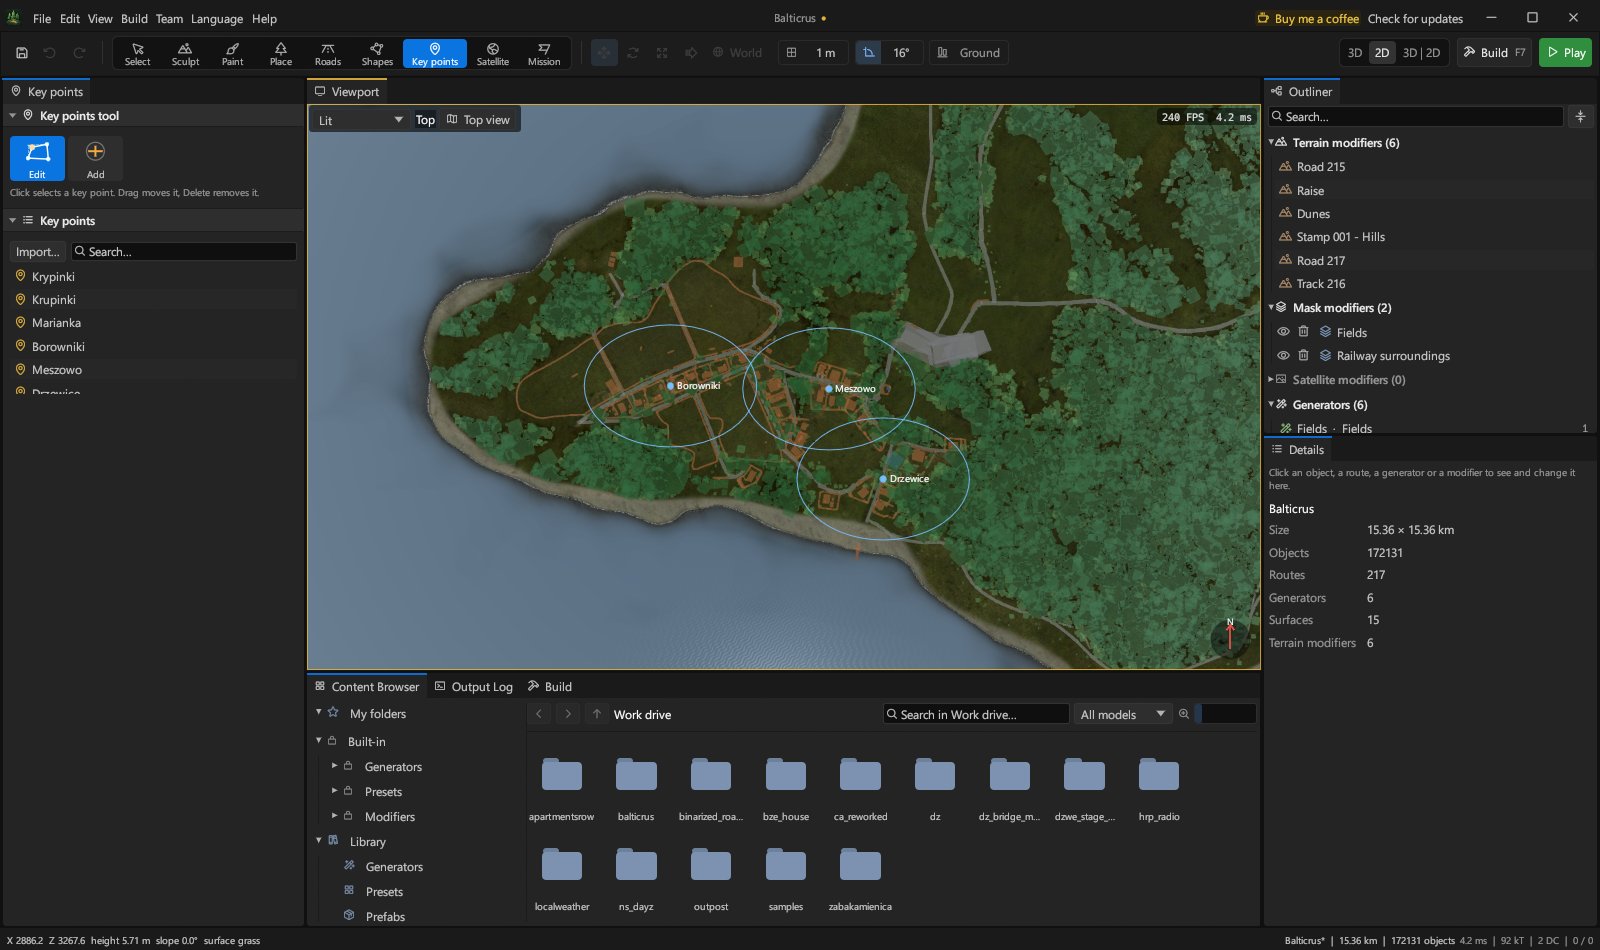 File Edit View Build Team Language Help
Balticrus
Buy me a coffee Check for updates
Select Sculpt Paint Place Roads Shapes Key points Satellite Mission
World 1 m 16° Ground
3D 2D 3D | 2D Build F7 Play
Key points
Key points tool
Edit Add
Click selects a key point. Drag moves it, Delete removes it.
Key points
Import... Search...
Krypinki
Krupinki
Marianka
Borowniki
Meszowo
Drzewice
Viewport
Lit Top Top view
240 FPS 4.2 ms
Borowniki
Meszowo
Drzewice
N
Content Browser Output Log Build
My folders
Built-in
Generators
Presets
Modifiers
Library
Generators
Presets
Prefabs
Work drive
Search in Work drive... All models
apartmentsrow balticrus binarized_roa... bze_house ca_reworked dz dz_bridge_m... dzwe_stage_... hrp_radio
localweather ns_dayz outpost samples zabakamienica
Outliner
Search...
Terrain modifiers (6)
Road 215
Raise
Dunes
Stamp 001 - Hills
Road 217
Track 216
Mask modifiers (2)
Fields
Railway surroundings
Satellite modifiers (0)
Generators (6)
Fields · Fields 1
Details
Click an object, a route, a generator or a modifier to see and change it
here.
Balticrus
Size 15.36 × 15.36 km
Objects 172131
Routes 217
Generators 6
Surfaces 15
Terrain modifiers 6
X 2886.2 Z 3267.6 height 5.71 m slope 0.0° surface grass
Balticrus* | 15.36 km | 172131 objects 4.2 ms | 92 kT | 2 DC | 0 / 0